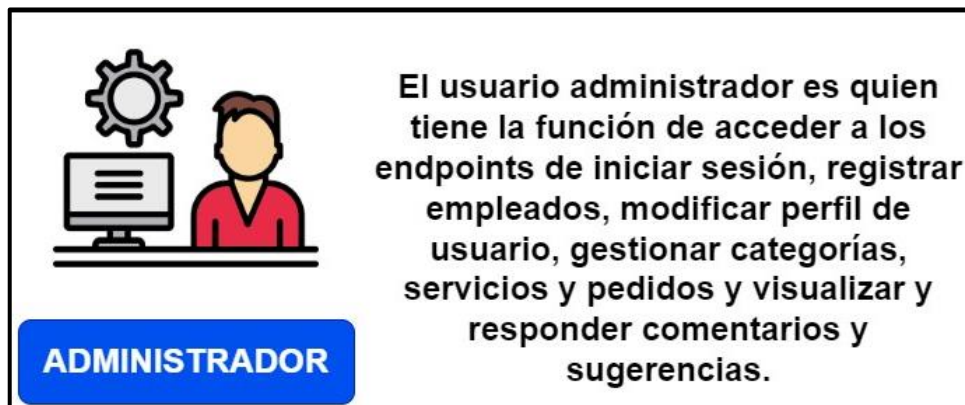 El usuario administrador es quien
tiene la función de acceder a los
endpoints de iniciar sesión, registrar
empleados, modificar perfil de
usuario, gestionar categorías,
servicios y pedidos y visualizar y
responder comentarios y
sugerencias.
ADMINISTRADOR